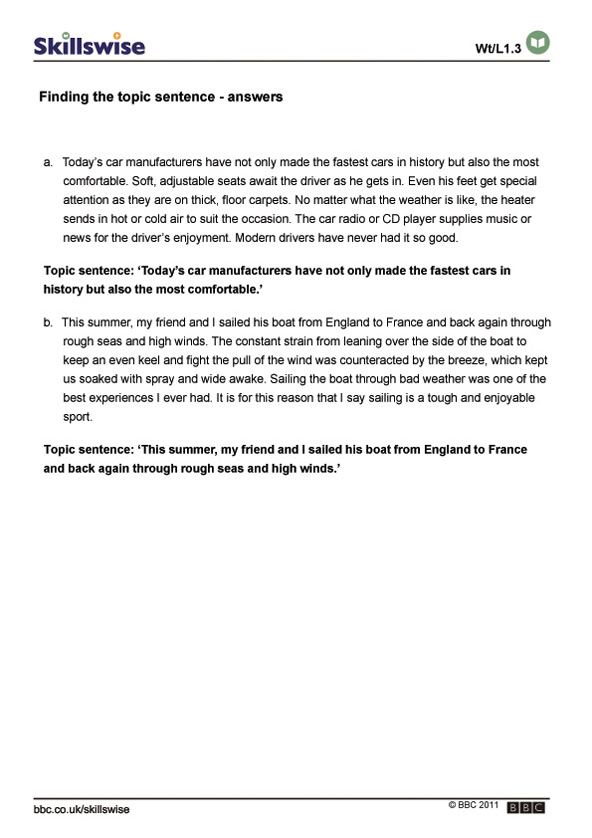 Skillswise
Wt/L1.3
Finding the topic sentence - answers
a. Today’s car manufacturers have not only made the fastest cars in history but also the most
comfortable. Soft, adjustable seats await the driver as he gets in. Even his feet get special
attention as they are on thick, floor carpets. No matter what the weather is like, the heater
sends in hot or cold air to suit the occasion. The car radio or CD player supplies music or
news for the driver’s enjoyment. Modern drivers have never had it so good.
Topic sentence: ‘Today’s car manufacturers have not only made the fastest cars in
history but also the most comfortable.’
b. This summer, my friend and I sailed his boat from England to France and back again through
rough seas and high winds. The constant strain from leaning over the side of the boat to
keep an even keel and fight the pull of the wind was counteracted by the breeze, which kept
us soaked with spray and wide awake. Sailing the boat through bad weather was one of the
best experiences I ever had. It is for this reason that I say sailing is a tough and enjoyable
sport.
Topic sentence: ‘This summer, my friend and I sailed his boat from England to France
and back again through rough seas and high winds.’
bbc.co.uk/skillswise
© BBC 2011 BBC